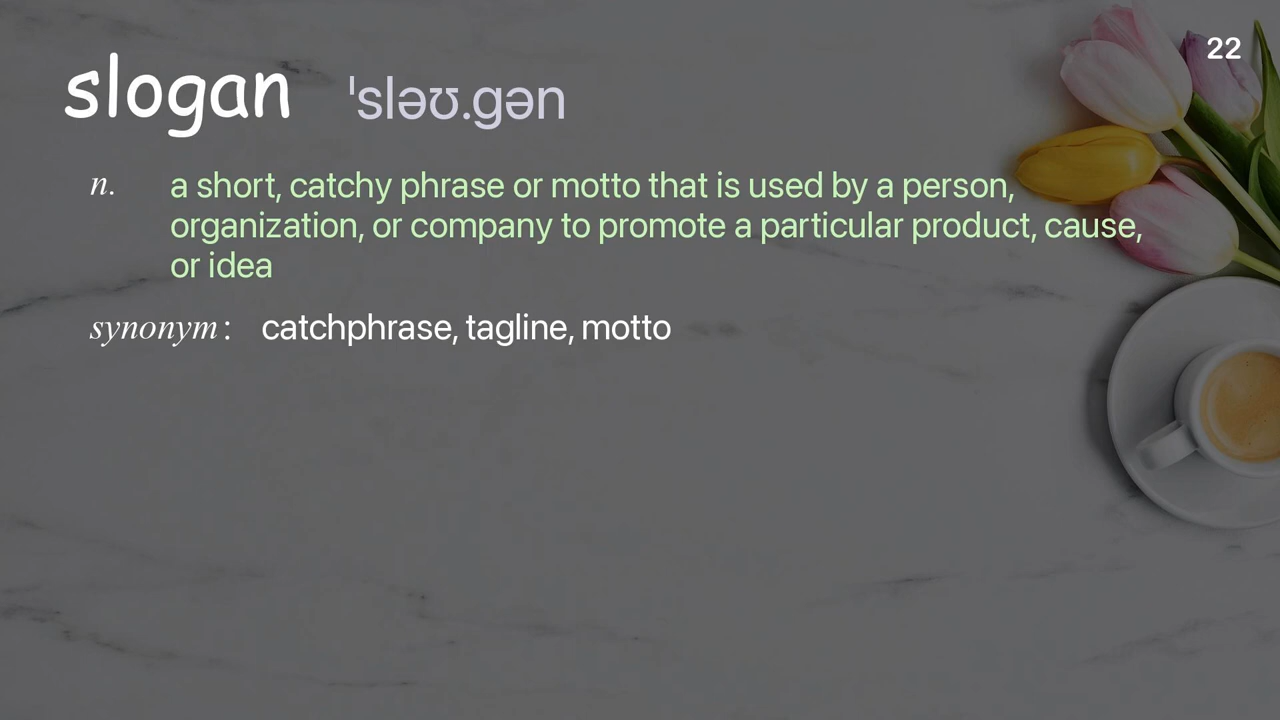 22
slogan ˈsləʊ.gən
n. a short, catchy phrase or motto that is used by a person,
organization, or company to promote a particular product, cause,
or idea
synonym: catchphrase, tagline, motto